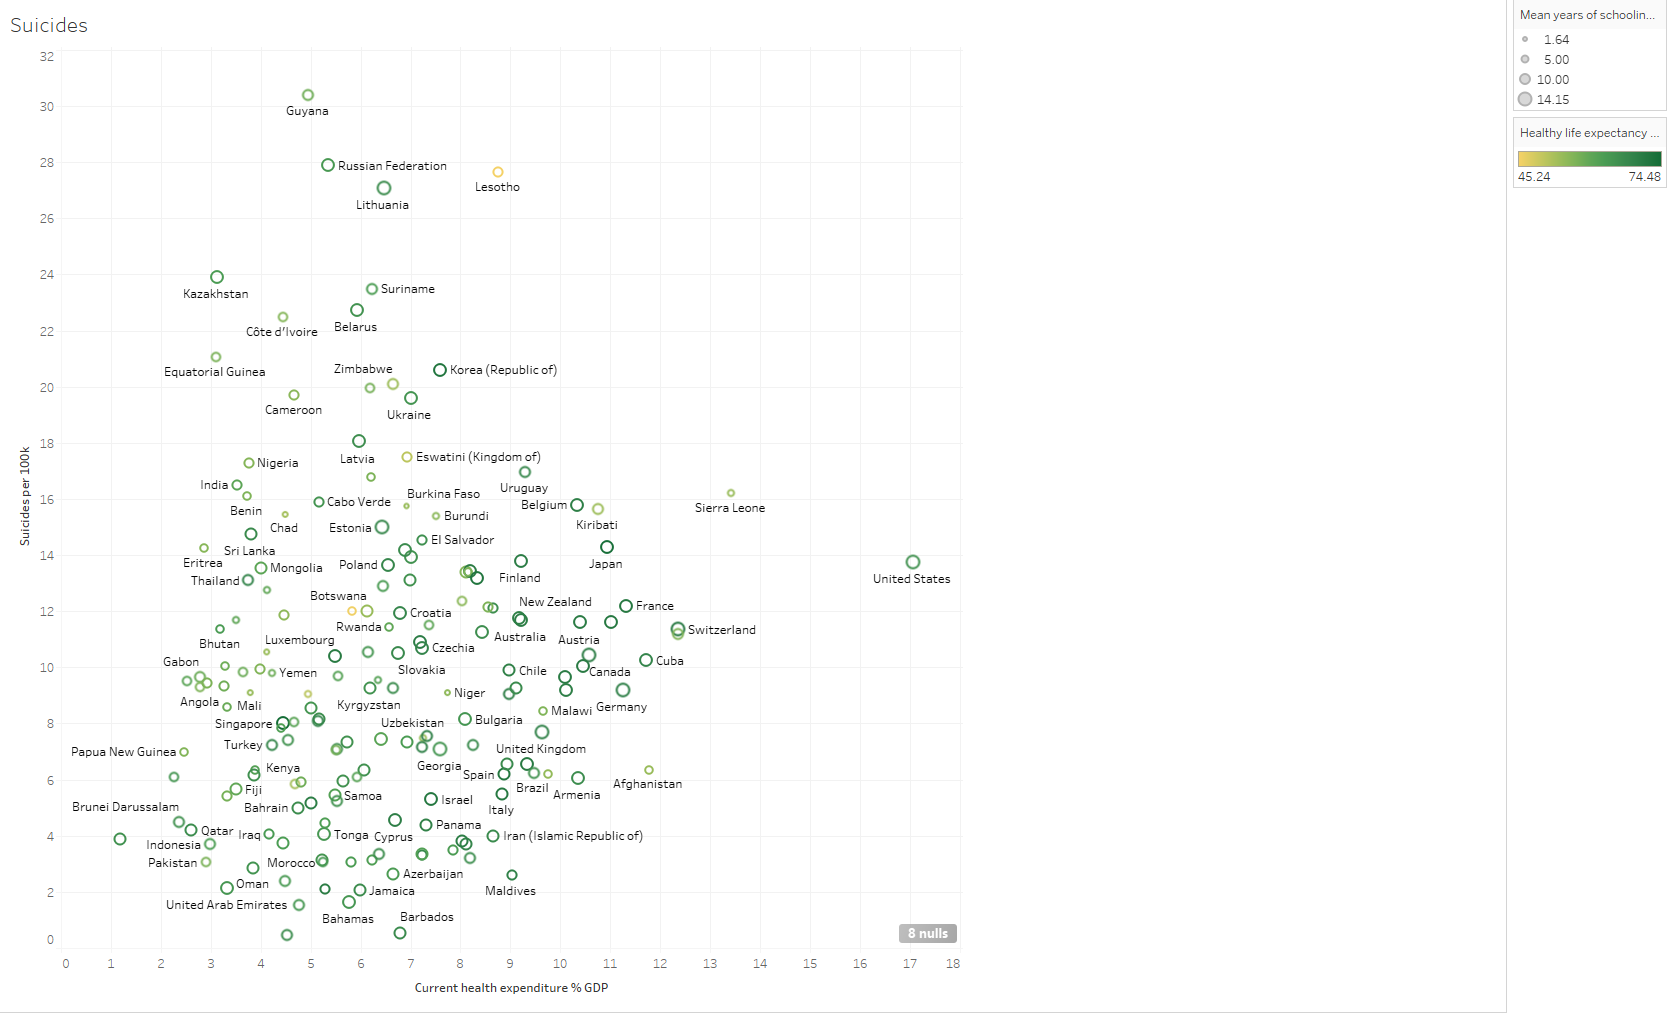 Suicides
Mean years of schoolin...
1.64
5.00
10.00
14.15
Healthy life expectancy ...
45.24
74.48
Suicides per 100k
32
30
28
26
24
22
20
18
16
14
12
10
8
6
4
2
0
Guyana
Russian Federation
Lesotho
Lithuania
Kazakhstan
Suriname
Côte d'Ivoire
Belarus
Equatorial Guinea
Zimbabwe
Korea (Republic of)
Cameroon
Ukraine
Latvia
Eswatini (Kingdom of)
Nigeria
Uruguay
India
Burkina Faso
Cabo Verde
Belgium
Sierra Leone
Benin
Burundi
Kiribati
Chad
Estonia
El Salvador
Sri Lanka
Eritrea
Japan
Mongolia
Poland
Thailand
Finland
United States
Botswana
New Zealand
France
Croatia
Rwanda
Switzerland
Bhutan
Luxembourg
Australia
Austria
Czechia
Gabon
Cuba
Yemen
Slovakia
Chile
Canada
Niger
Angola
Mali
Kyrgyzstan
Malawi
Germany
Singapore
Uzbekistan
Bulgaria
Turkey
Papua New Guinea
United Kingdom
Kenya
Georgia
Spain
Afghanistan
Fiji
Samoa
Brazil
Armenia
Brunei Darussalam
Bahrain
Israel
Italy
Qatar
Iraq
Tonga
Cyprus
Panama
Iran (Islamic Republic of)
Indonesia
Pakistan
Morocco
Azerbaijan
Oman
Jamaica
Maldives
United Arab Emirates
Bahamas
Barbados
8 nulls
0 1 2 3 4 5 6 7 8 9 10 11 12 13 14 15 16 17 18
Current health expenditure % GDP